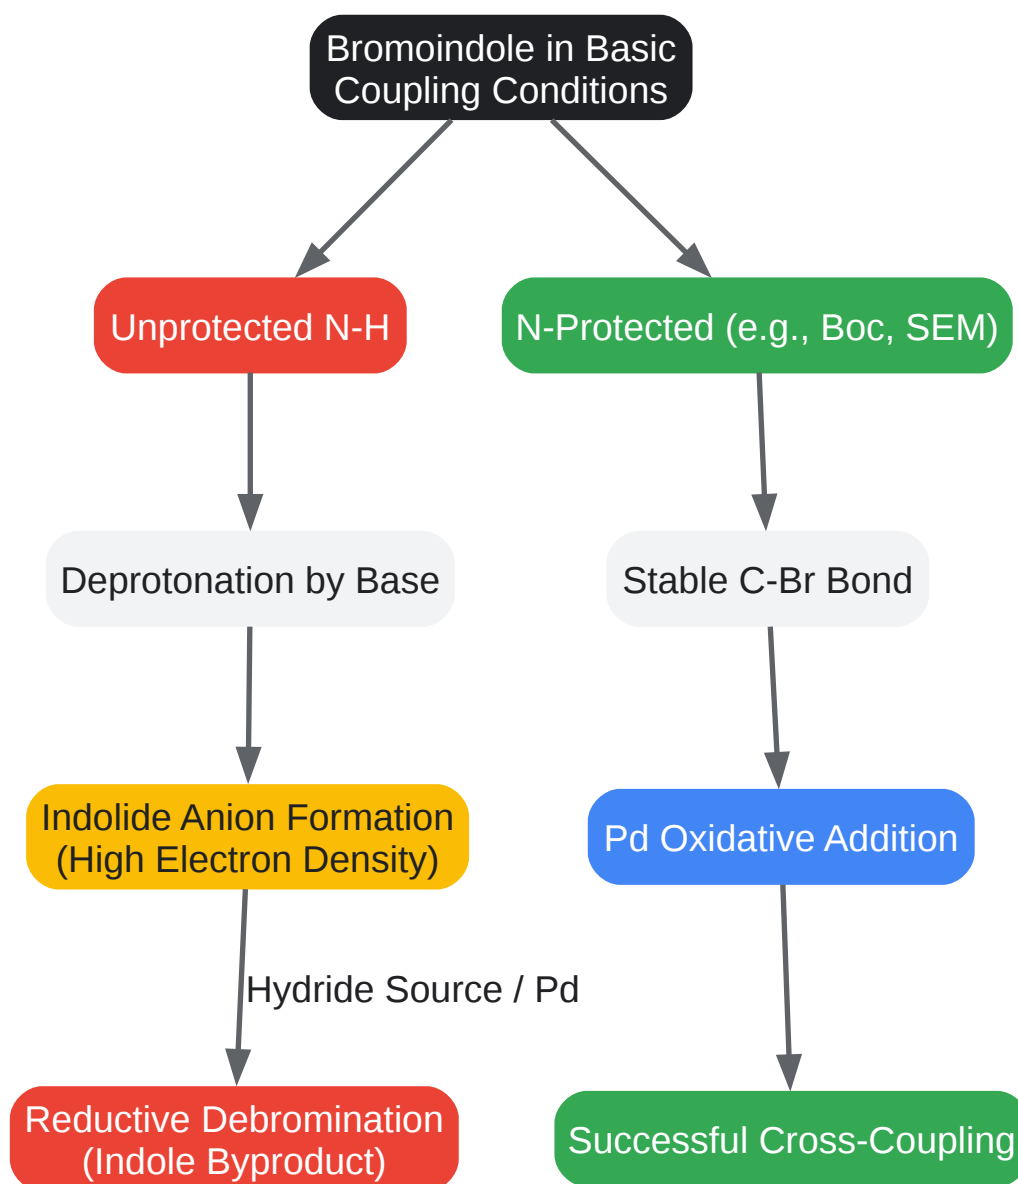 Bromoindole in Basic
Coupling Conditions
Unprotected N-H
N-Protected (e.g., Boc, SEM)
Deprotonation by Base
Stable C-Br Bond
Indolide Anion Formation
(High Electron Density)
Pd Oxidative Addition
Hydride Source / Pd
Reductive Debromination
(Indole Byproduct)
Successful Cross-Coupling